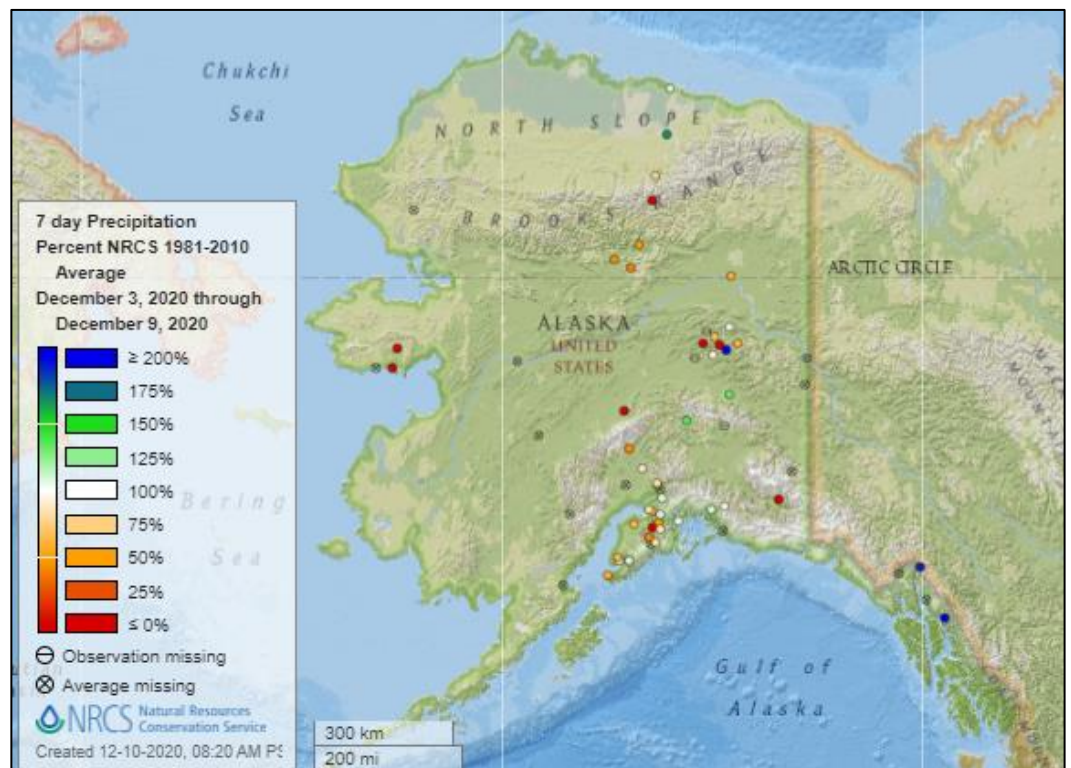 Chukchi
Sea
NORTH SLOPE
BROOKS RANGE
ARCTIC CIRCLE
ALASKA
UNITED
STATES
Bering
Sea
Gulf of
Alaska
7 day Precipitation
Percent NRCS 1981-2010
Average
December 3, 2020 through
December 9, 2020
≥ 200%
175%
150%
125%
100%
75%
50%
25%
≤ 0%
Observation missing
Average missing
NRCS Natural Resources
Conservation Service
Created 12-10-2020, 08:20 AM
300 km
200 mi